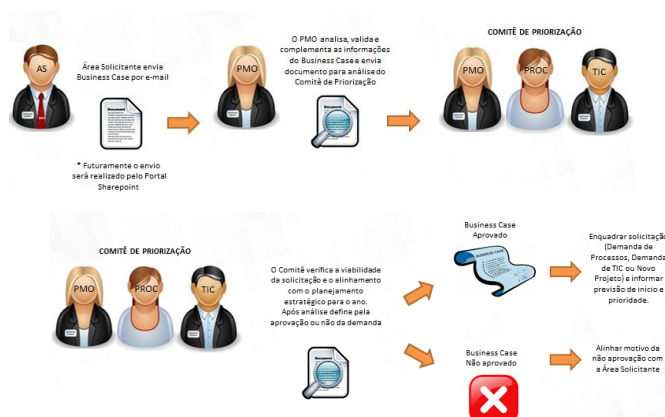 COMITÊ DE PRIORIZAÇÃO
O PMO analisa, valida e
complementa as informações
do Business Case e envia
documento para análise do
Comitê de Priorização
Área Solicitante envia
Business Case por e-mail
AS
PMO
PMO
PROC
TIC
Document
Document
* Futuramente o envio
será realizado pelo Portal
Sharepoint
COMITÊ DE PRIORIZAÇÃO
PMO
PROC
TIC
O Comitê verifica a viabilidade
da solicitação e o alinhamento
com o planejamento
estratégico para o ano.
Após análise define pela
aprovação ou não da demanda
Document
Business Case
Aprovado
BUSINESS CASE
Enquadrar solicitação
(Demanda de
Processos, Demanda
de TIC ou Novo
Projeto) e informar
previsão de início e
prioridade.
Business Case
Não aprovado
Alinhar motivo da
não aprovação com
a Área Solicitante